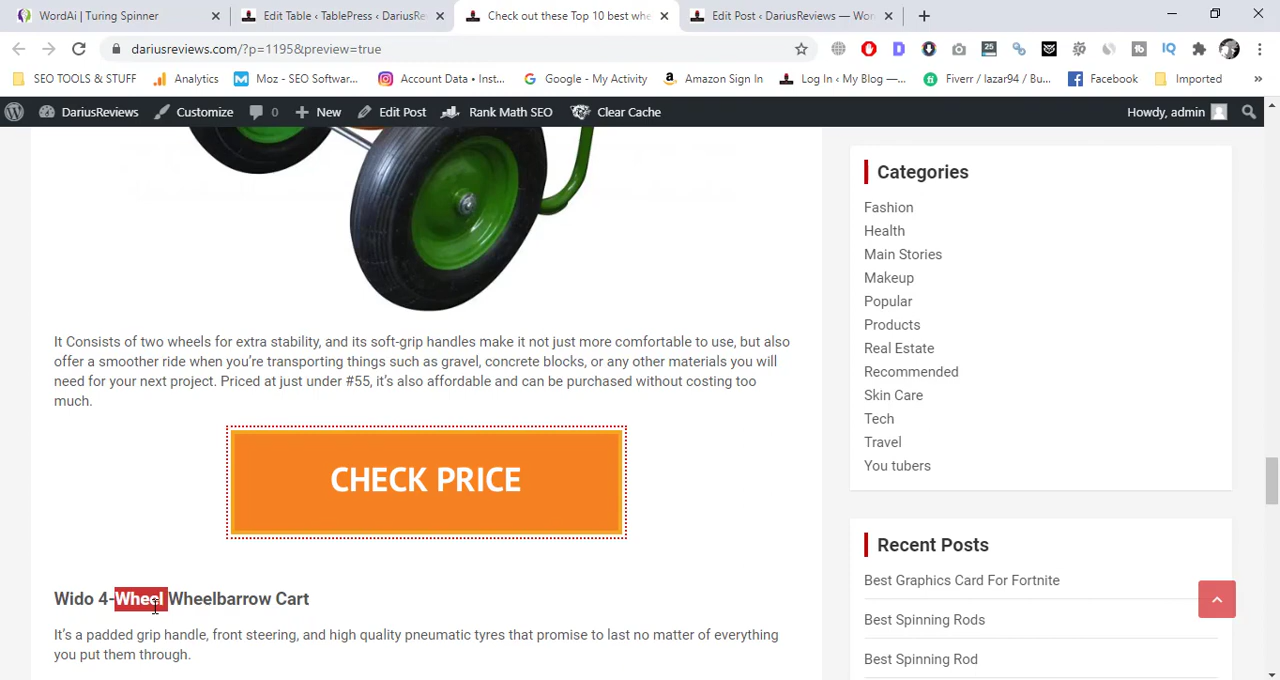 WordAi | Turing Spinner
Edit Table ‹ TablePress ‹ DariusRe
Check out these Top 10 best whe
Edit Post ‹ DariusReviews — Wor
dariusreviews.com/?p=1195&preview=true
SEO TOOLS & STUFF
Analytics
Moz - SEO Softwar...
Account Data • Inst...
Google - My Activity
Amazon Sign In
Log In ‹ My Blog —...
Fiverr / lazar94 / Bu...
Facebook
Imported
»
25
IQ
DariusReviews
Customize
0
New
Edit Post
Rank Math SEO
Clear Cache
Howdy, admin
It Consists of two wheels for extra stability, and its soft-grip handles make it not just more comfortable to use, but also
offer a smoother ride when you’re transporting things such as gravel, concrete blocks, or any other materials you will
need for your next project. Priced at just under #55, it’s also affordable and can be purchased without costing too
much.
CHECK PRICE
Wido 4-Wheel Wheelbarrow Cart
It’s a padded grip handle, front steering, and high quality pneumatic tyres that promise to last no matter of everything
you put them through.
Categories
Fashion
Health
Main Stories
Makeup
Popular
Products
Real Estate
Recommended
Skin Care
Tech
Travel
You tubers
Recent Posts
Best Graphics Card For Fortnite
Best Spinning Rods
Best Spinning Rod